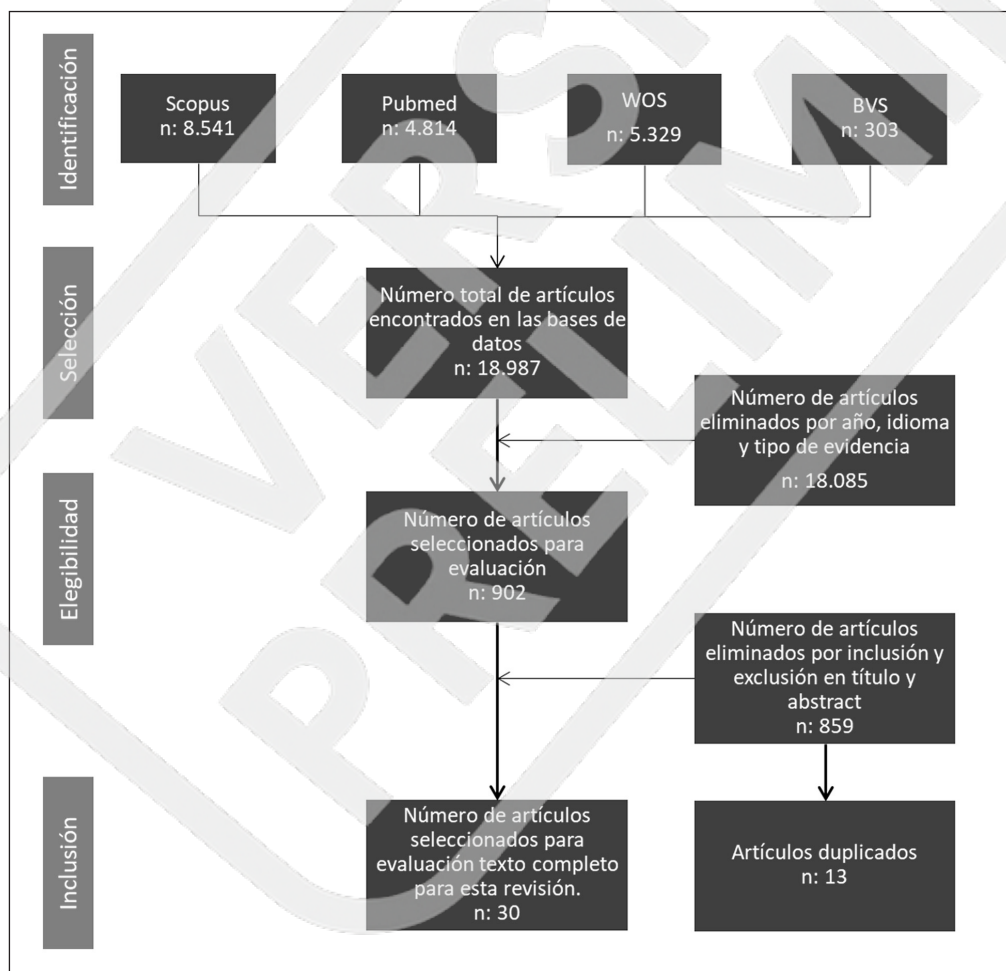 Identificación
Scopus
n: 8.541
Pubmed
n: 4.814
WOS
n: 5.329
BVS
n: 303
Selección
Número total de artículos
encontrados en las bases de
datos
n: 18.987
Número de artículos
eliminados por año, idioma
y tipo de evidencia
n: 18.085
Elegibilidad
Número de artículos
seleccionados para
evaluación
n: 902
Número de artículos
eliminados por inclusión y
exclusión en título y
abstract
n: 859
Inclusión
Número de artículos
seleccionados para
evaluación texto completo
para esta revisión.
n: 30
Artículos duplicados
n: 13